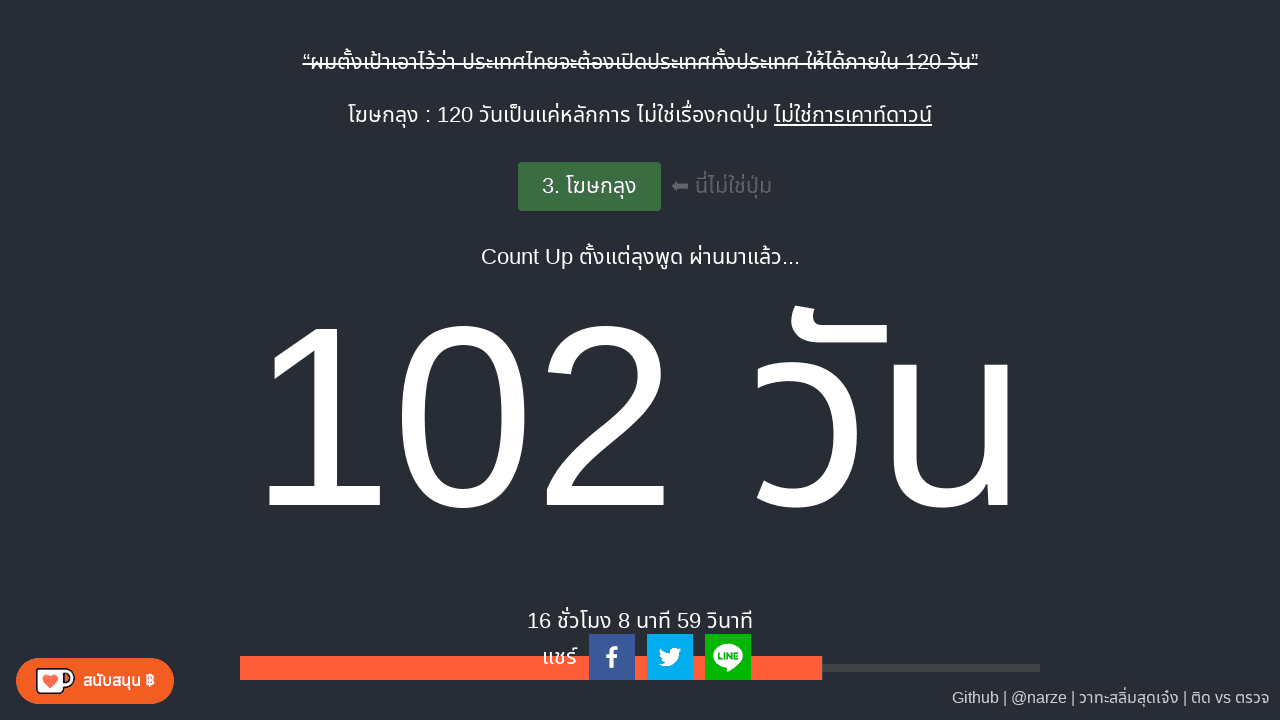 “ผมตั้งเป้าเอาไว้ว่า ประเทศไทยจะต้องเปิดประเทศทั้งประเทศ ให้ได้ภายใน 120 วัน”
โฆษกลุง : 120 วันเป็นแค่หลักการ ไม่ใช่เรื่องกดปุ่ม ไม่ใช่การเคาท์ดาวน์
3. โฆษกลุง ⬅ นี่ไม่ใช่ปุ่ม
Count Up ตั้งแต่ลุงพูด ผ่านมาแล้ว...
102 วัน
16 ชั่วโมง 8 นาที 59 วินาที
แชร์ LINE
สนับสนุน ฿
Github | @narze | วาทะสลิ่มสุดเจ๋ง | ติด vs ตรวจ